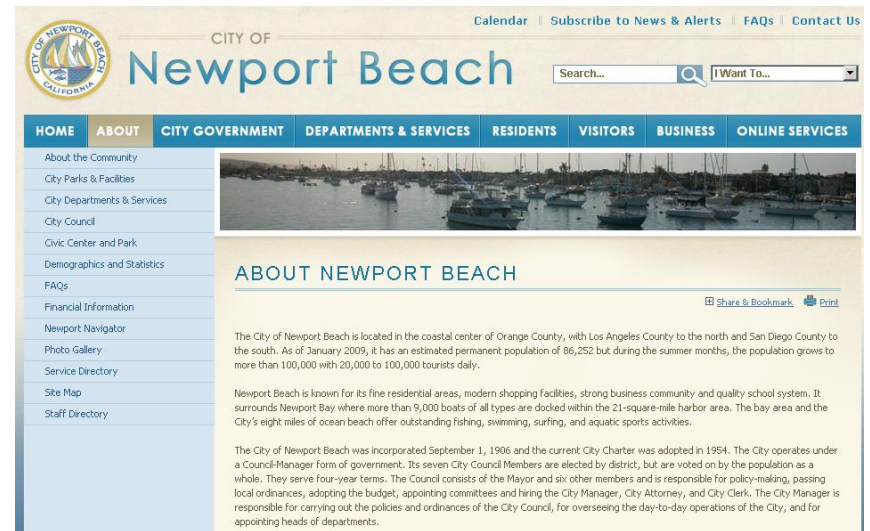 Calendar
Subscribe to News & Alerts
FAQs
Contact Us
CITY OF NEWPORT BEACH
CALIFORNIA
CITY OF
Newport Beach
Search...
I Want To...
HOME
ABOUT
CITY GOVERNMENT
DEPARTMENTS & SERVICES
RESIDENTS
VISITORS
BUSINESS
ONLINE SERVICES
About the Community
City Parks & Facilities
City Departments & Services
City Council
Civic Center and Park
Demographics and Statistics
FAQs
Financial Information
Newport Navigator
Photo Gallery
Service Directory
Site Map
Staff Directory
ABOUT NEWPORT BEACH
Share & Bookmark
Print
The City of Newport Beach is located in the coastal center of Orange County, with Los Angeles County to the north and San Diego County to
the south. As of January 2009, it has an estimated permanent population of 86,252 but during the summer months, the population grows to
more than 100,000 with 20,000 to 100,000 tourists daily.
Newport Beach is known for its fine residential areas, modern shopping facilities, strong business community and quality school system. It
surrounds Newport Bay where more than 9,000 boats of all types are docked within the 21-square-mile harbor area. The bay area and the
City's eight miles of ocean beach offer outstanding fishing, swimming, surfing, and aquatic sports activities.
The City of Newport Beach was incorporated September 1, 1906 and the current City Charter was adopted in 1954. The City operates under
a Council-Manager form of government. Its seven City Council Members are elected by district, but are voted on by the population as a
whole. They serve four-year terms. The Council consists of the Mayor and six other members and is responsible for policy-making, passing
local ordinances, adopting the budget, appointing committees and hiring the City Manager, City Attorney, and City Clerk. The City Manager is
responsible for carrying out the policies and ordinances of the City Council, for overseeing the day-to-day operations of the City, and for
appointing heads of departments.